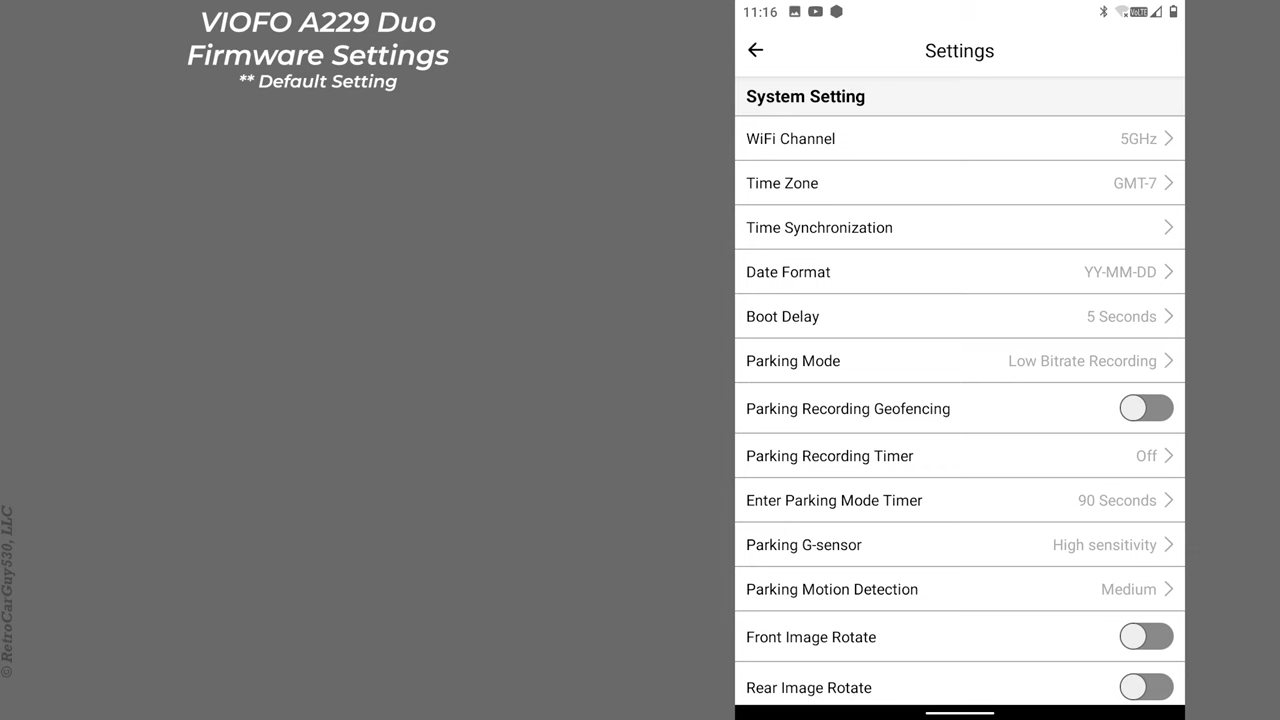 VIOFO A229 Duo
Firmware Settings
** Default Setting
11:16
VoLTE
Settings
System Setting
WiFi Channel 5GHz
Time Zone GMT-7
Time Synchronization
Date Format YY-MM-DD
Boot Delay 5 Seconds
Parking Mode Low Bitrate Recording
Parking Recording Geofencing
Parking Recording Timer Off
Enter Parking Mode Timer 90 Seconds
Parking G-sensor High sensitivity
Parking Motion Detection Medium
Front Image Rotate
Rear Image Rotate
© RetroCarGuy530, LLC